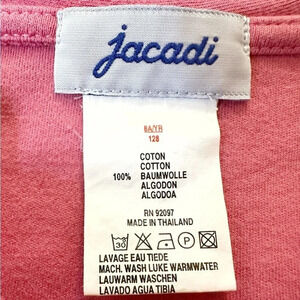 jacadi
8A/YR
128
COTON
COTTON
100% BAUMWOLLE
ALGODON
ALGODOA
RN 92097
MADE IN THAILAND
30
LAVAGE EAU TIEDE
MACH. WASH LUKE WARMWATER
LAUWARM WASCHEN
LAVADO AGUA TIBIA